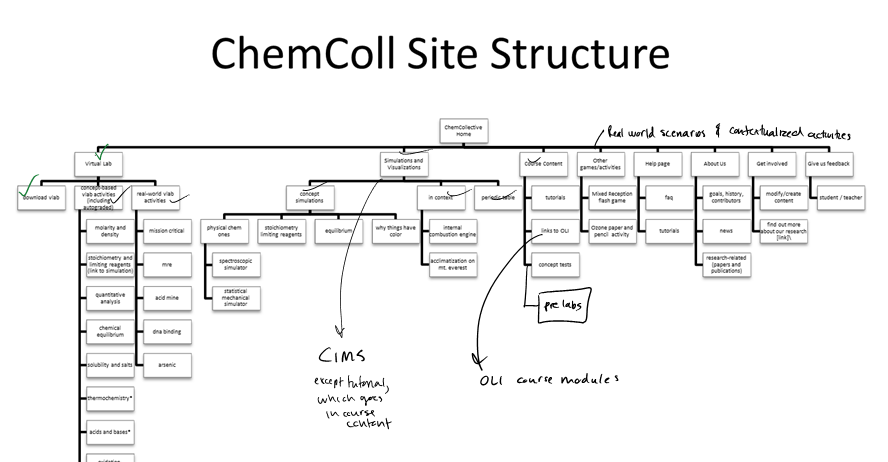 ChemColl Site Structure
ChemCollective
Home
Real world scenarios & contextualized activities
Virtual Lab
Simulations and
Visualizations
Course Content
Other
games/activities
Help page
About Us
Get involved
Give us feedback
download vlab
concept-based
vlab activities
(including
autograded)
real-world vlab
activities
concept
simulations
in context
periodic table
tutorials
Mixed Reception
flash game
faq
goals, history,
contributors
modify/create
content
student / teacher
molarity and
density
mission critical
physical chem
ones
stoichiometry
limiting reagents
equilibrium
why things have
color
internal
combustion engine
links to OLI
Ozone paper and
pencil activity
tutorials
news
find out more
about our research
[link]\
stoichiometry and
limiting reagents
(link to simulation)
mre
spectroscopic
simulator
acclimatization on
mt. everest
concept tests
research-related
(papers and
publications)
quantitative
analysis
acid mine
statistical
mechanical
simulator
pre labs
chemical
equilibrium
dna binding
solubility and salts
arsenic
CIMS
except tutorial,
which goes
in course
content
OLI course modules
thermochemistry*
acids and bases*